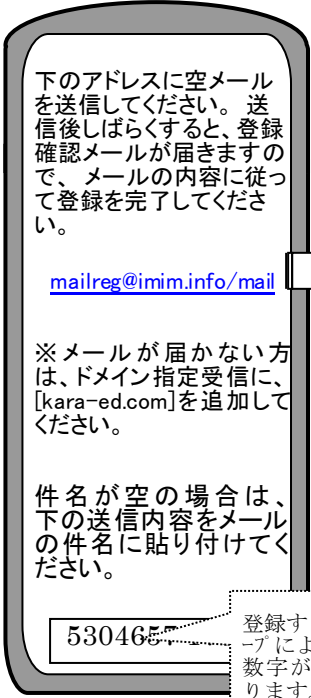 下のアドレスに空メール
を送信してください。 送
信後しばらくすると、登録
確認メールが届きますの
で、 メールの内容に従っ
て登録を完了してくださ
い。
mailreg@imim.info/mail
※メールが届かない方
は、ドメイン指定受信に、
[kara-ed.com]を追加して
ください。
件名が空の場合は、
下の送信内容をメール
の件名に貼り付けてく
ださい。
530465
登録す
ープによ
数字が
ります